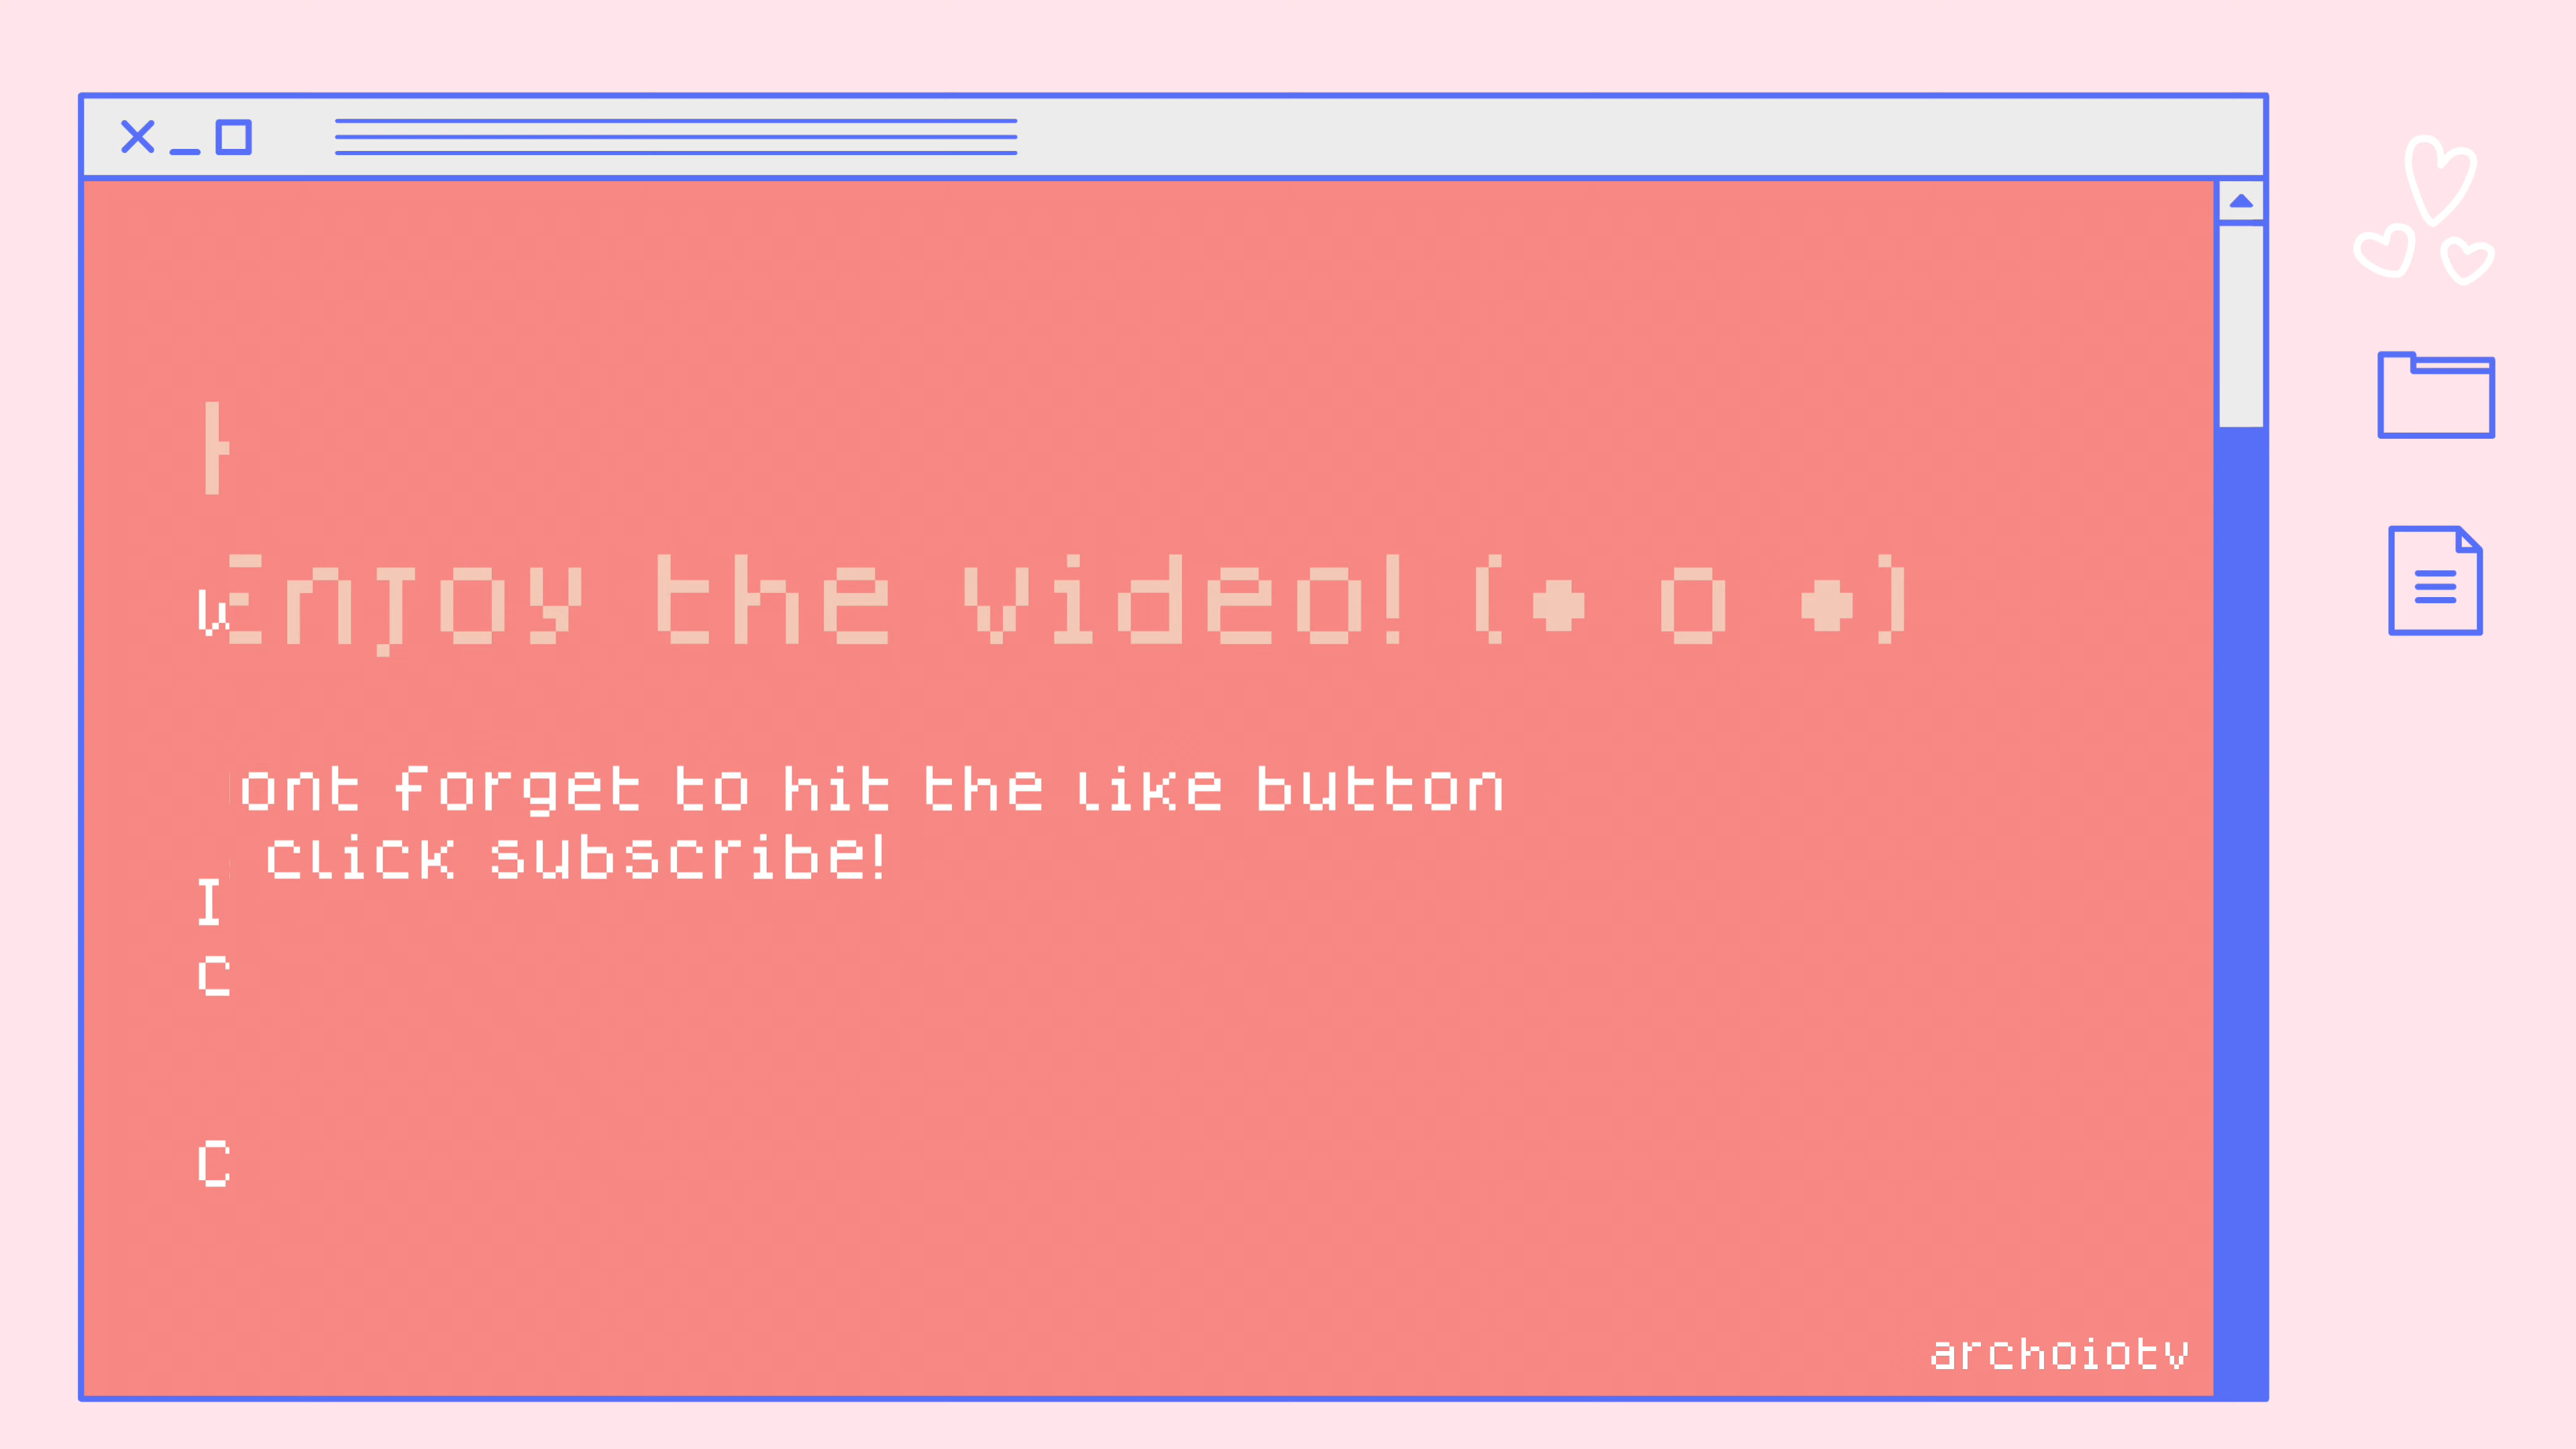 Enjoy the video! (• o •)
ont forget to hit the like button
click subscribe!
I
archoiotv